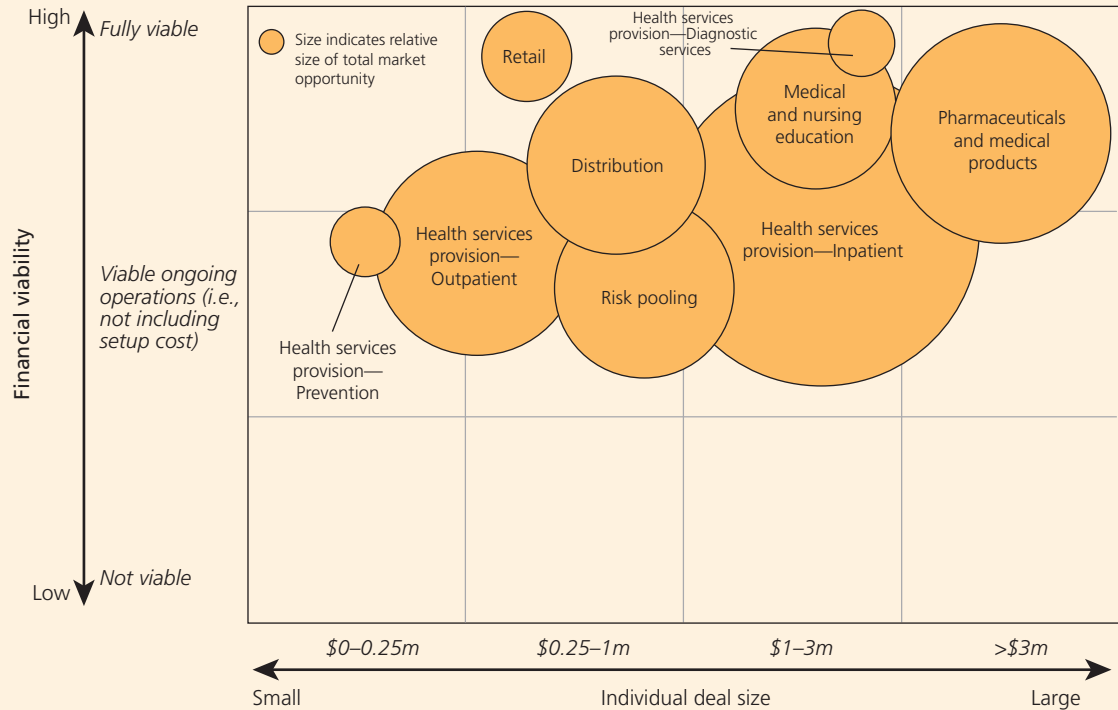 High
Fully viable
Size indicates relative
size of total market
opportunity
Retail
Health services
provision—Diagnostic
services
Medical
and nursing
education
Pharmaceuticals
and medical
products
Distribution
Financial viability
Viable ongoing
operations (i.e.,
not including
setup cost)
Health services
provision—
Outpatient
Health services
provision—Inpatient
Risk pooling
Health services
provision—
Prevention
Not viable
Low
$0–0.25m
$0.25–1m
$1–3m
>$3m
Small
Individual deal size
Large